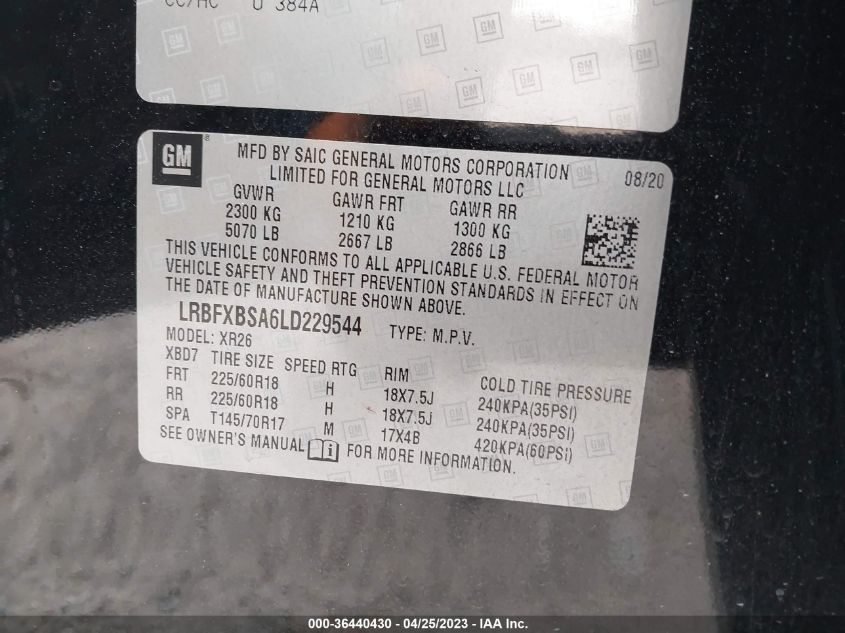 CC/HC U 384A
GM
MFD BY SAIC GENERAL MOTORS CORPORATION
LIMITED FOR GENERAL MOTORS LLC
08/20
GVWR GAWR FRT GAWR RR
2300 KG 1210 KG 1300 KG
5070 LB 2667 LB 2866 LB
THIS VEHICLE CONFORMS TO ALL APPLICABLE U.S. FEDERAL MOTOR
VEHICLE SAFETY AND THEFT PREVENTION STANDARDS IN EFFECT ON
THE DATE OF MANUFACTURE SHOWN ABOVE.
LRBFXBSA6LD229544 TYPE: M.P.V.
MODEL: XR26
XBD7 TIRE SIZE SPEED RTG RIM COLD TIRE PRESSURE
FRT 225/60R18 H 18X7.5J 240KPA(35PSI)
RR 225/60R18 H 18X7.5J 240KPA(35PSI)
SPA T145/70R17 M 17X4B 420KPA(60PSI)
SEE OWNER'S MANUAL FOR MORE INFORMATION.
000-36440430 - 04/25/2023 - IAA Inc.